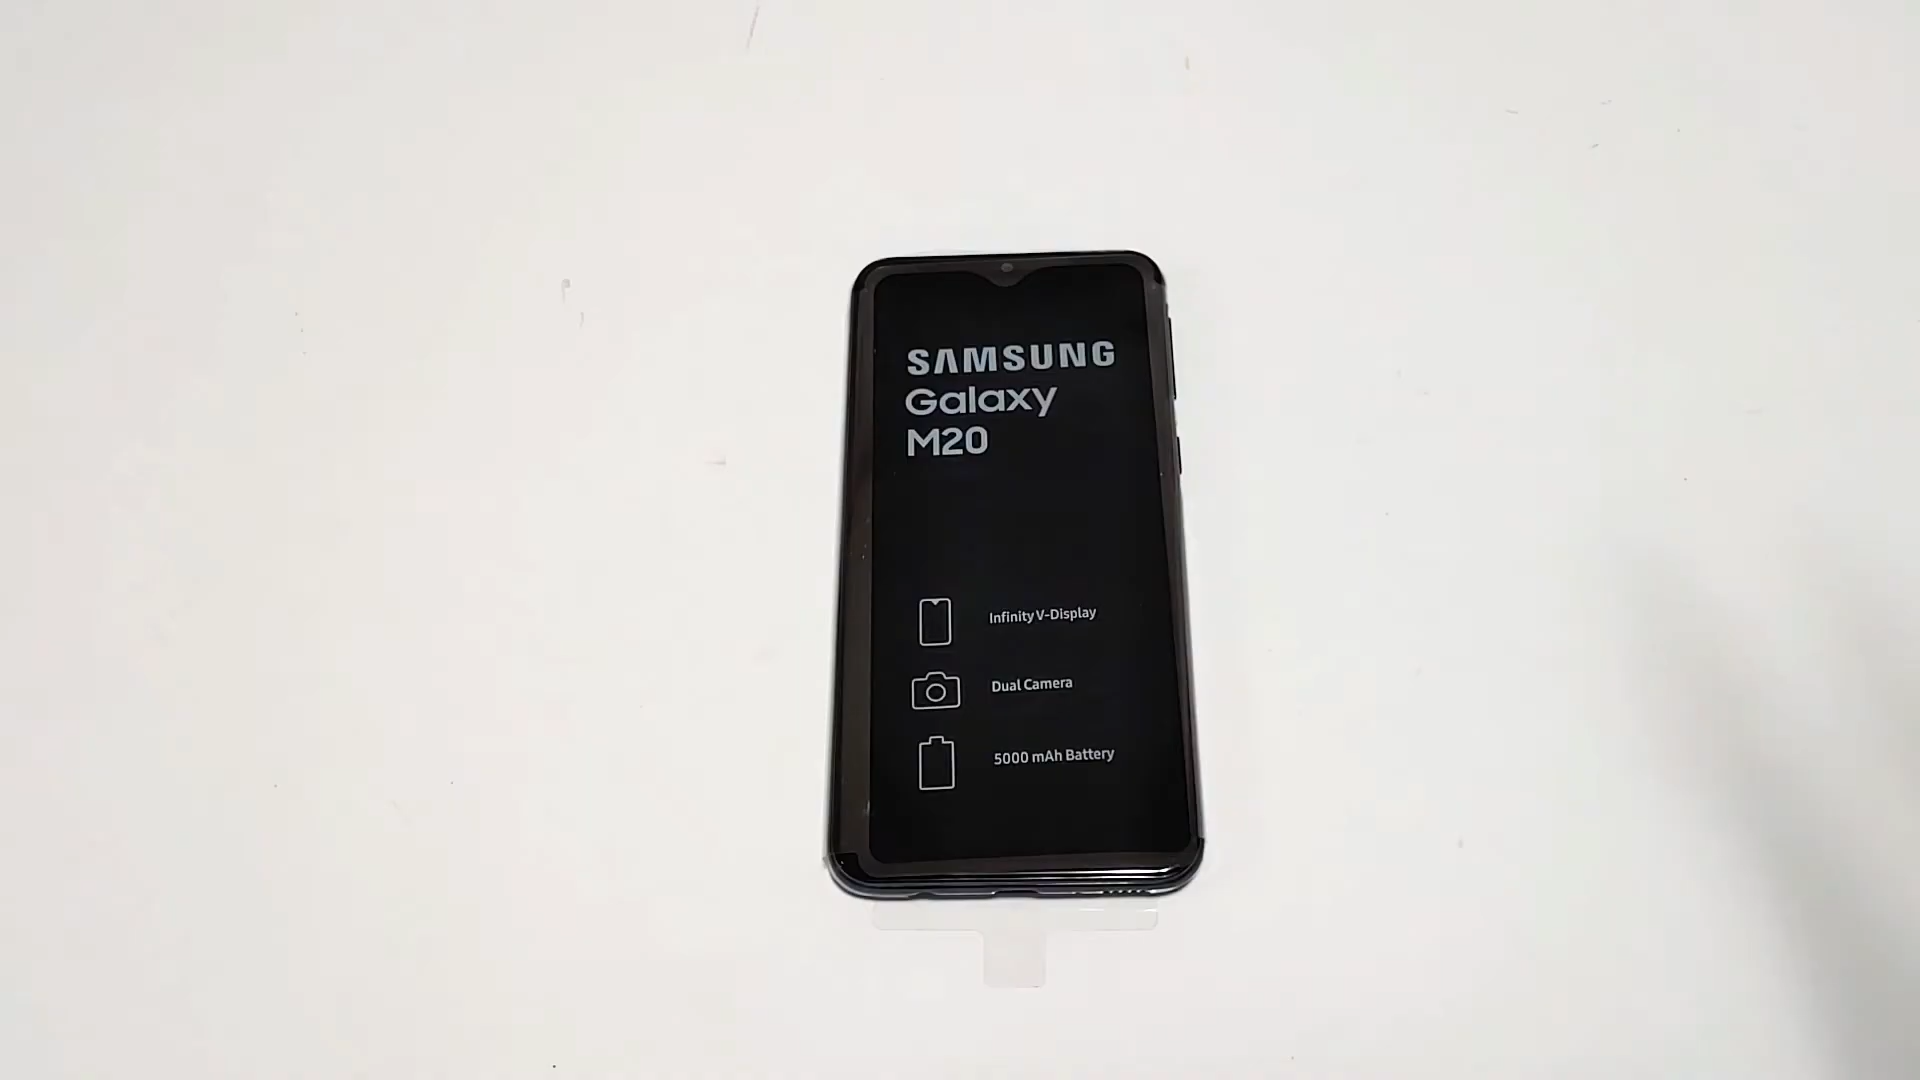 SAMSUNG
Galaxy
M20
Infinity V-Display
Dual Camera
5000 mAh Battery